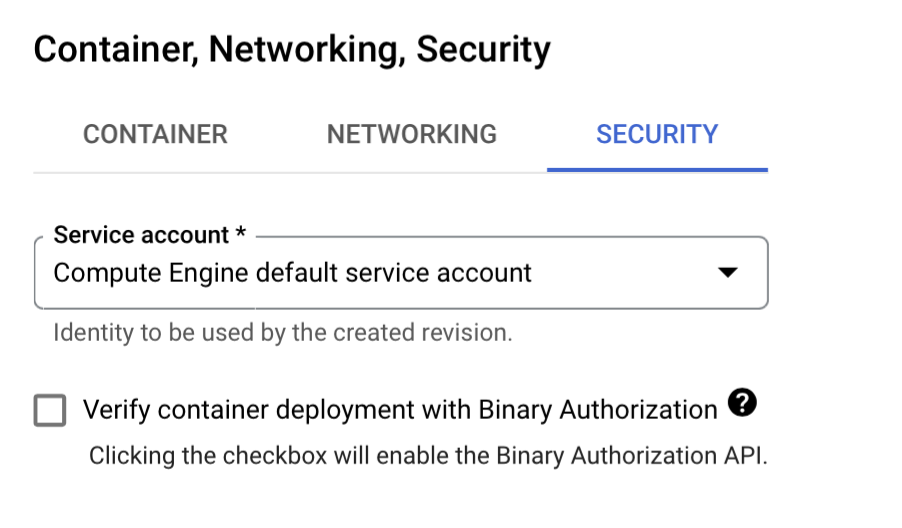 Container, Networking, Security
CONTAINER NETWORKING SECURITY
Service account *
Compute Engine default service account
Identity to be used by the created revision.
Verify container deployment with Binary Authorization ?
Clicking the checkbox will enable the Binary Authorization API.